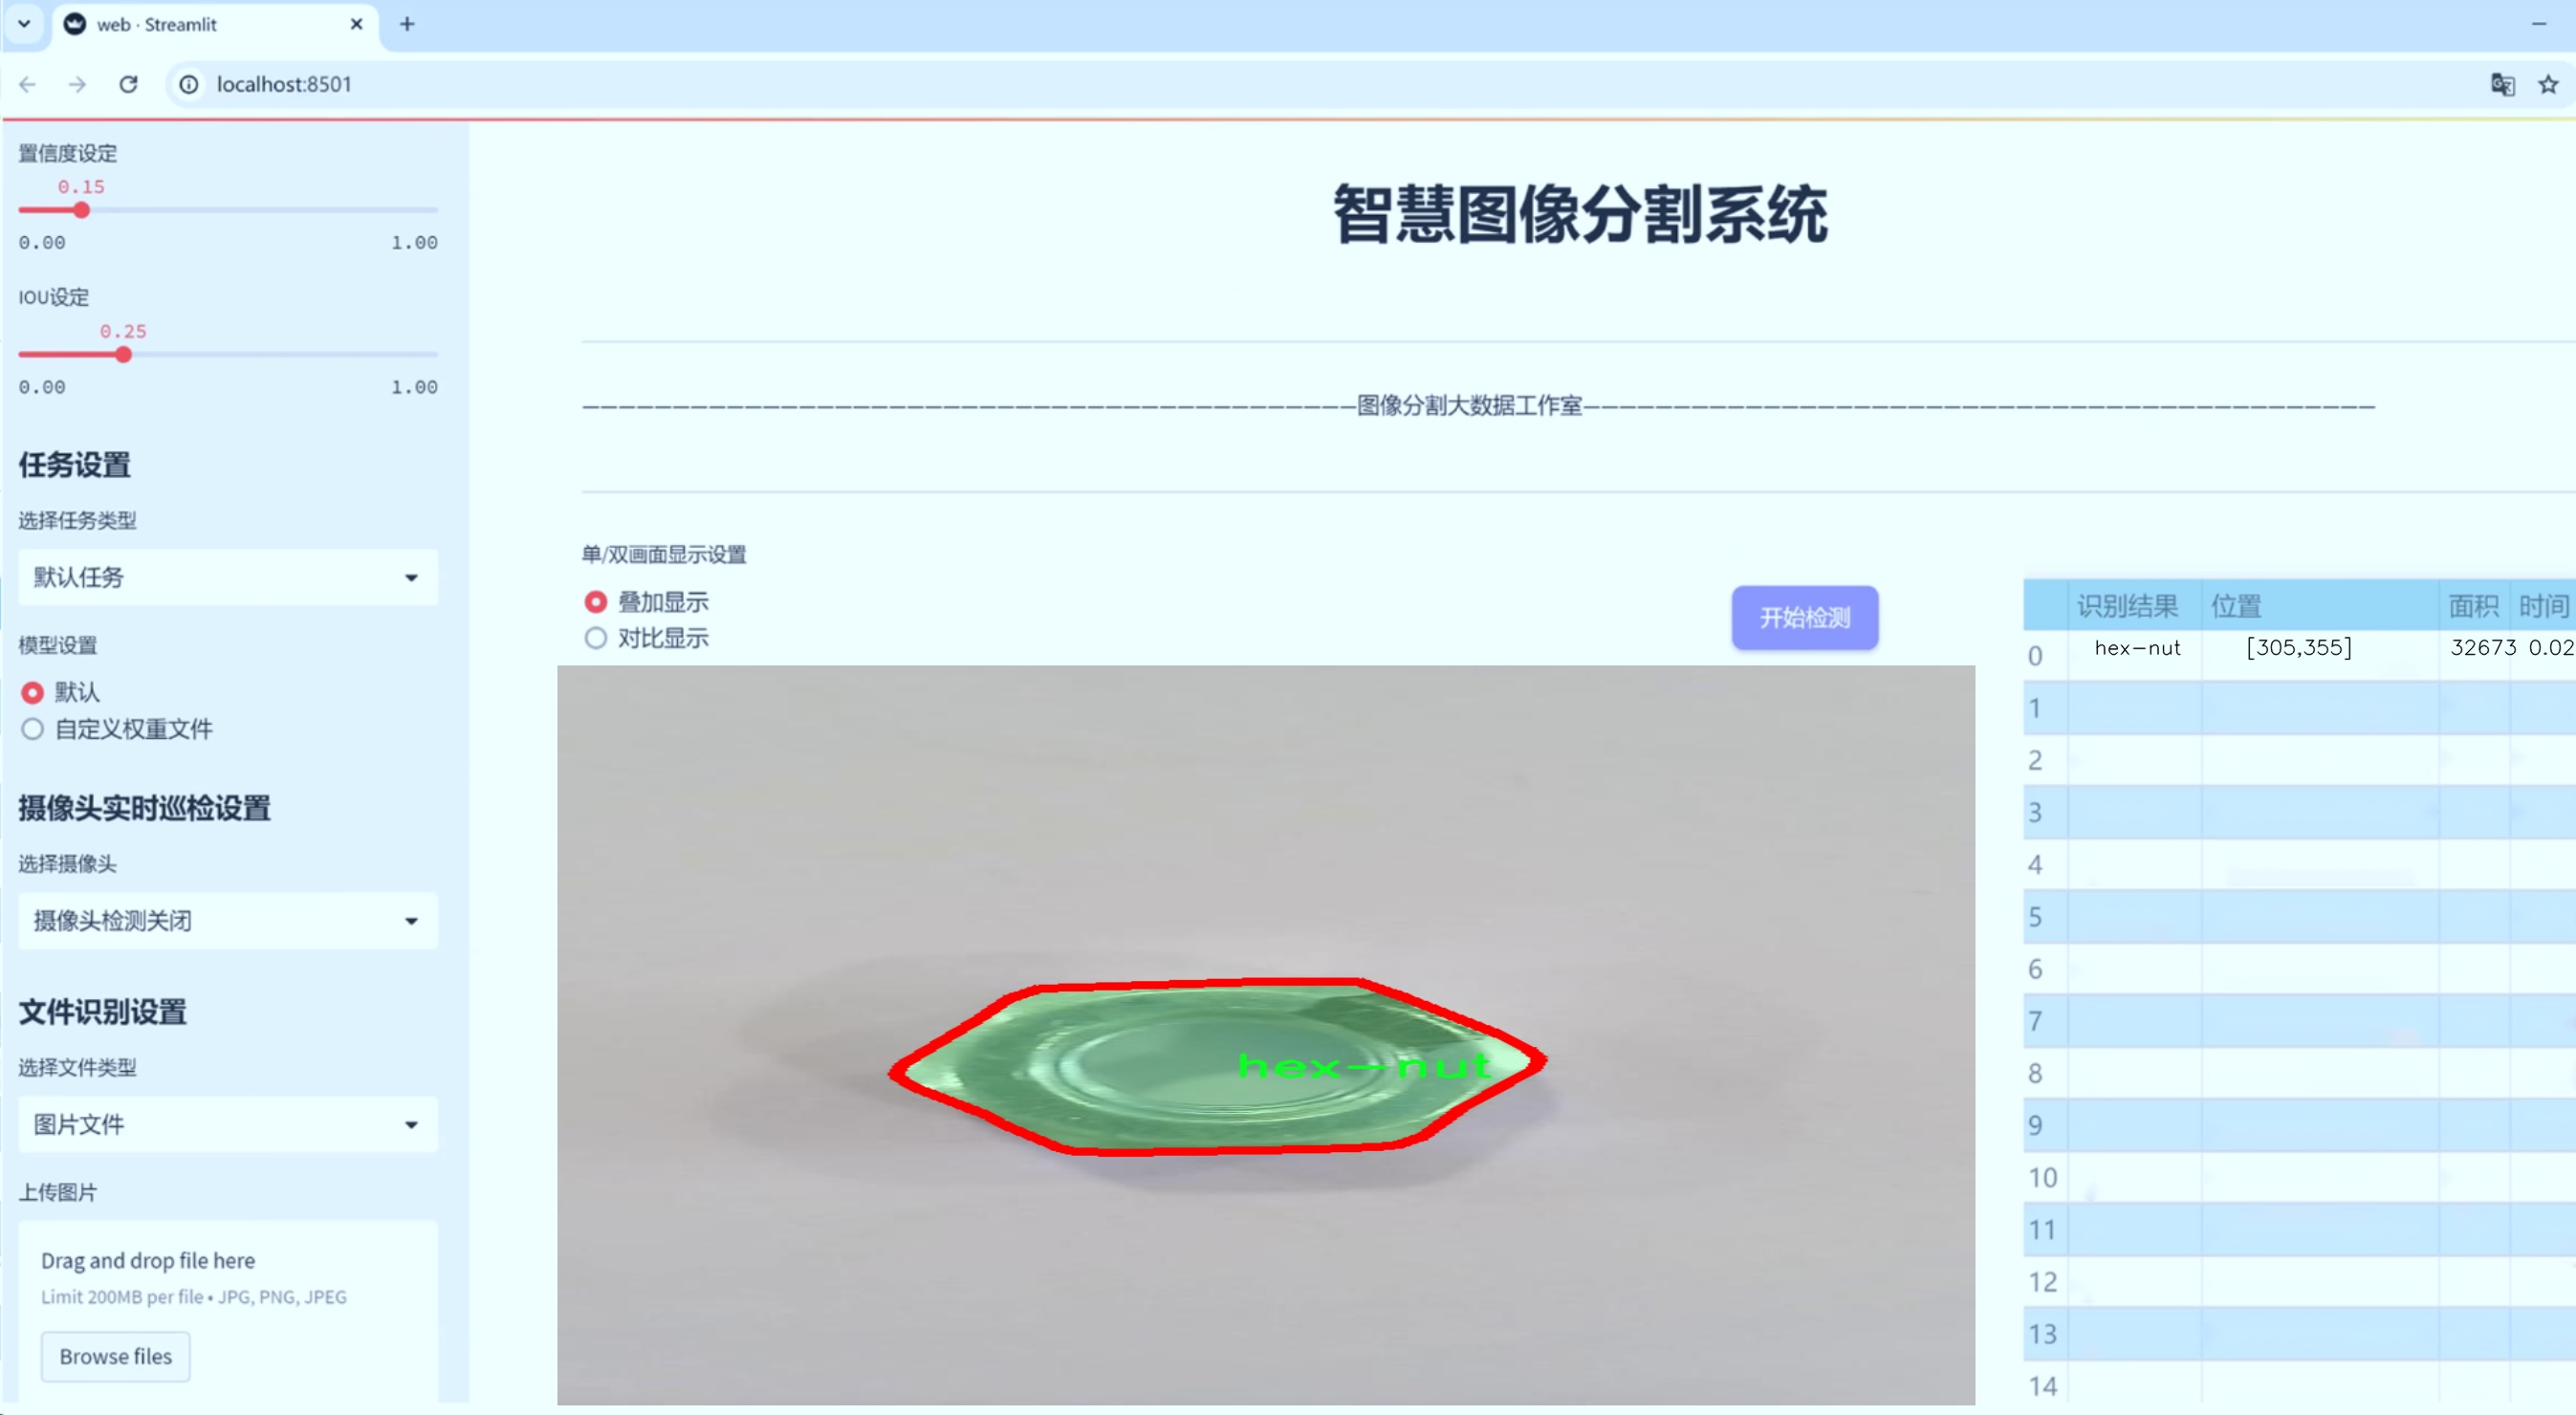 web · Streamlit
localhost:8501
置信度设定
0.15
0.00 1.00
IOU设定
0.25
0.00 1.00
任务设置
选择任务类型
默认任务
模型设置
默认
自定义权重文件
摄像头实时巡检设置
选择摄像头
摄像头检测关闭
文件识别设置
选择文件类型
图片文件
上传图片
Drag and drop file here
Limit 200MB per file • JPG, PNG, JPEG
Browse files
智慧图像分割系统
———————————————————————————————————————————图像分割大数据工作室————————————————————————————————————————————
单/双画面显示设置
叠加显示
对比显示
开始检测
hex-nut
识别结果 位置 面积 时间
0 hex-nut [305,355] 32673 0.02
1
2
3
4
5
6
7
8
9
10
11
12
13
14